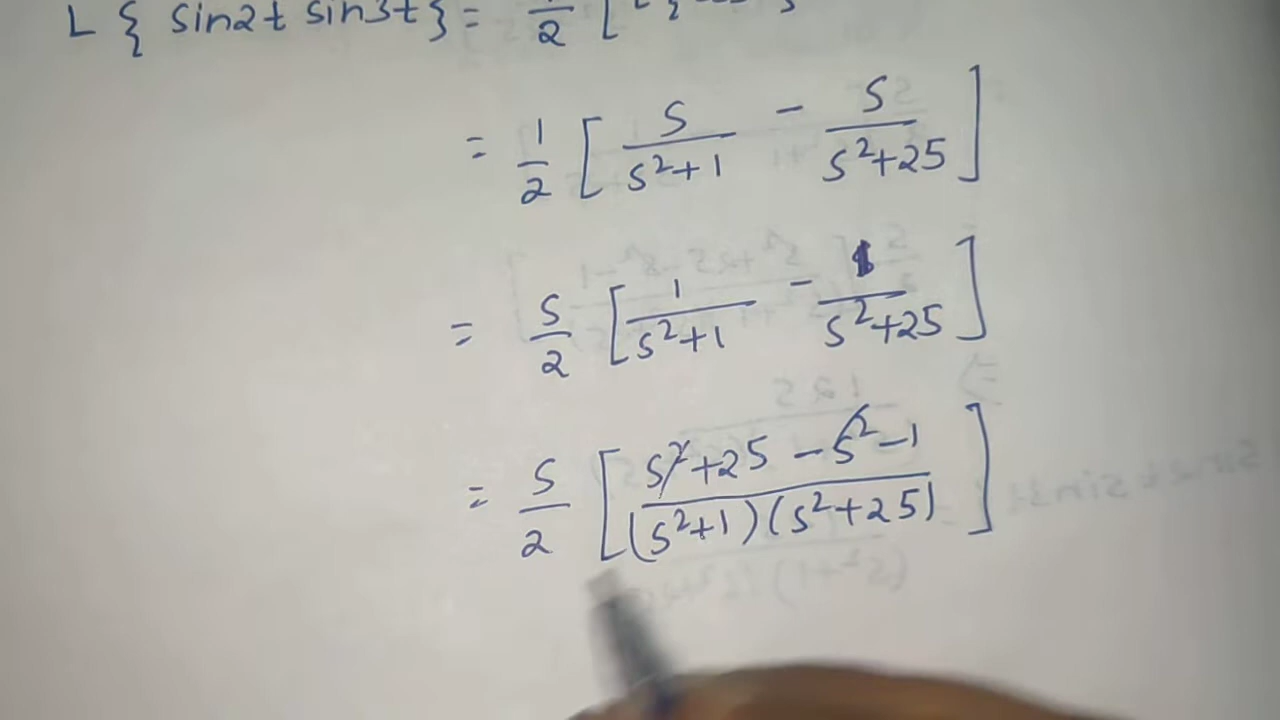 L { sin2t sin3t } = 1/2 [ L {
= 1/2 [ s/(s²+1) - s/(s²+25) ]
= s/2 [ 1/(s²+1) - 1/(s²+25) ]
= s/2 [ (s²+25 - s² - 1)/((s²+1)(s²+25)) ]